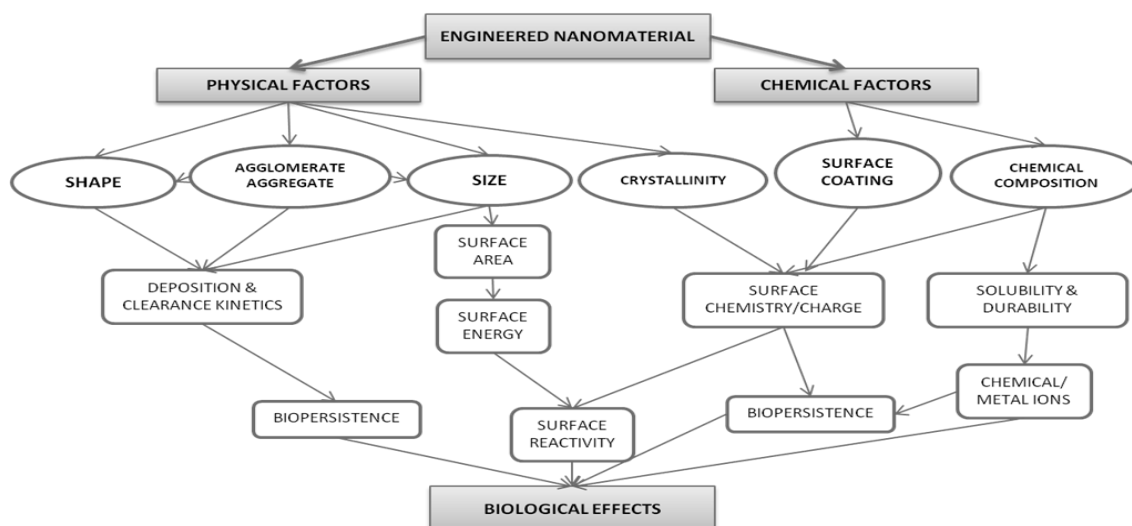 ENGINEERED NANOMATERIAL
PHYSICAL FACTORS
CHEMICAL FACTORS
SHAPE
AGGLOMERATE
AGGREGATE
SIZE
CRYSTALLINITY
SURFACE
COATING
CHEMICAL
COMPOSITION
SURFACE
AREA
DEPOSITION &
CLEARANCE KINETICS
SURFACE
CHEMISTRY/CHARGE
SOLUBILITY &
DURABILITY
SURFACE
ENERGY
BIOPERSISTENCE
SURFACE
REACTIVITY
BIOPERSISTENCE
CHEMICAL/
METAL IONS
BIOLOGICAL EFFECTS